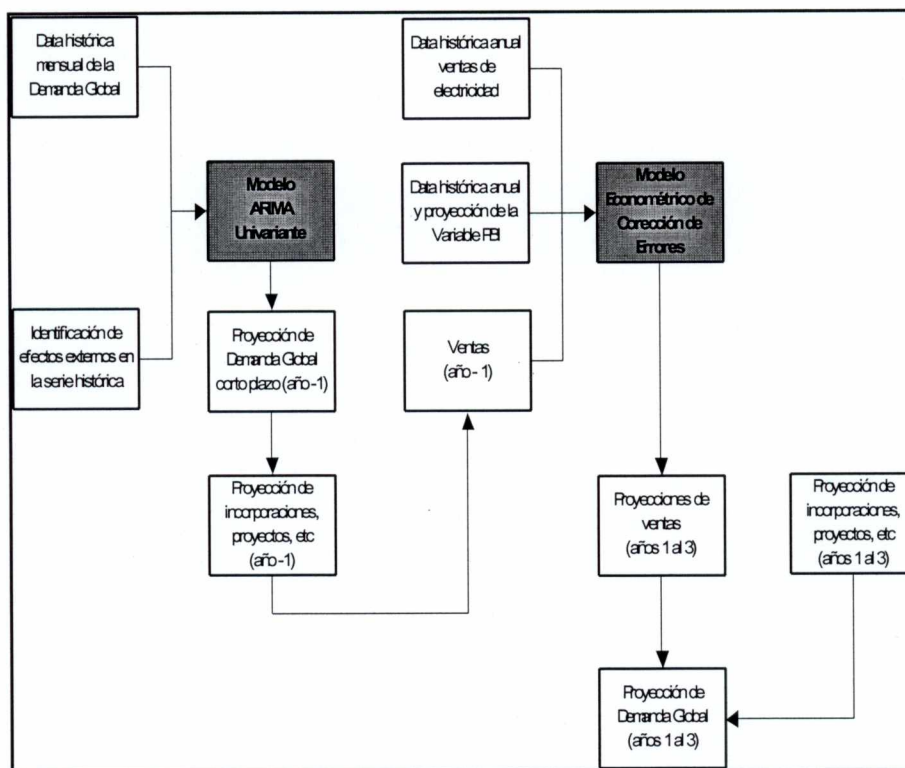 Data histórica
mensual de la
Demanda Global
Identificación de
efectos externos en
la serie histórica
Modelo
ARIMA
Univariante
Proyección de
Demanda Global
corto plazo (año -1)
Proyección de
incorporaciones,
proyectos, etc
(año -1)
Data histórica anual
ventas de
electricidad
Data histórica anual
y proyección de la
Variable PBI
Ventas
(año - 1)
Modelo
Econométrico de
Corección de
Errores
Proyecciones de
ventas
(años 1 al 3)
Proyección de
incorporaciones,
proyectos, etc
(años 1 al 3)
Proyección de
Demanda Global
(años 1 al 3)